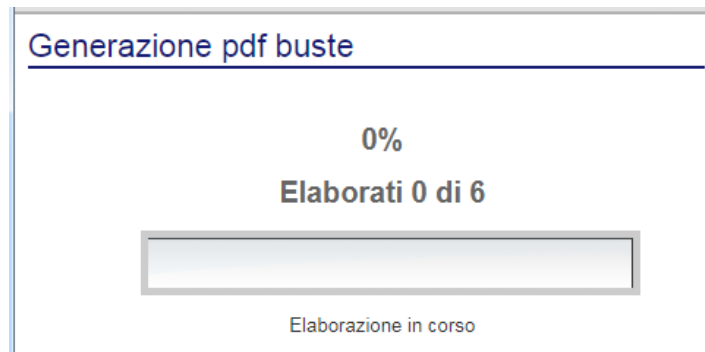 Generazione pdf buste
0%
Elaborati 0 di 6
Elaborazione in corso